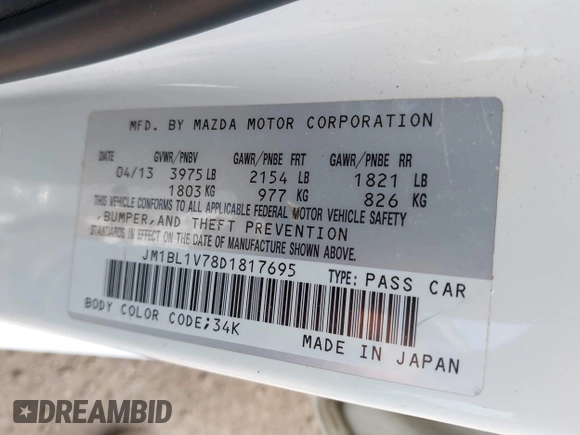 MFD. BY MAZDA MOTOR CORPORATION
GVWR/PNBV GAWR/PNBE FRT GAWR/PNBE RR
04/13 3975 LB 2154 LB 1821 LB
1803 KG 977 KG 826 KG
THIS VEHICLE CONFORMS TO ALL APPLICABLE FEDERAL MOTOR VEHICLE SAFETY
,BUMPER,AND THEFT PREVENTION
STANDARDS IN EFFECT ON THE DATE OF MANUFACTURE SHOWN ABOVE.
JM1BL1V78D1817695 TYPE: PASS CAR
BODY COLOR CODE;34K
MADE IN JAPAN
DREAMBID